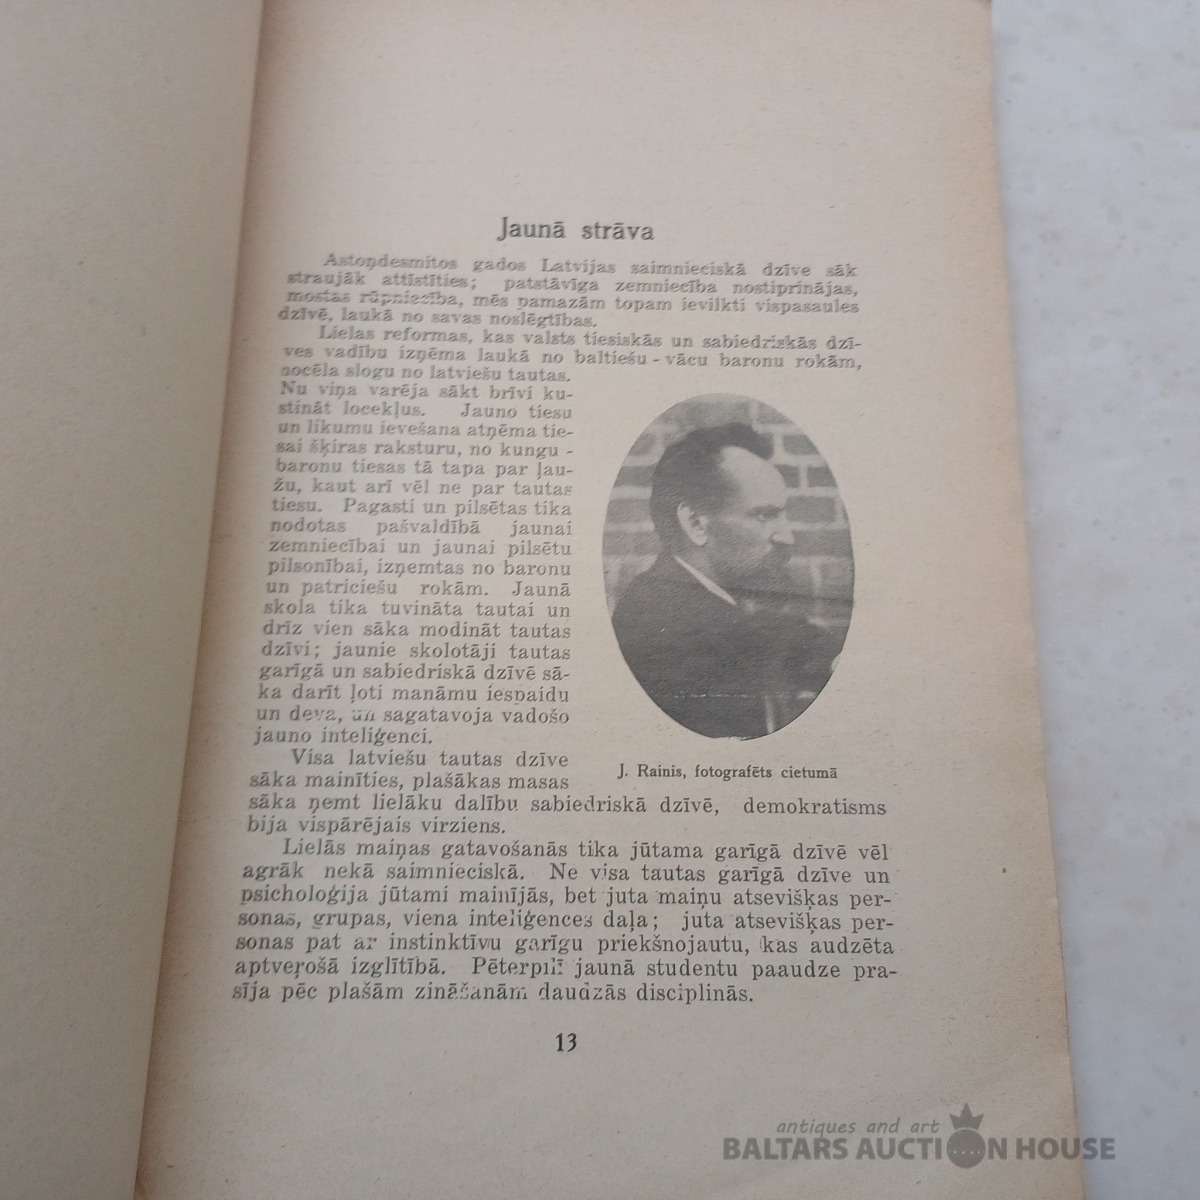 Jaunā strāva
Astoņdesmitos gados Latvijas saimnieciskā dzīve sāk
straujāk attīstīties; patstāvīga zemniecība nostiprinājas,
mostas rūpniecība, mēs pamazām topam ievilkti vispasaules
dzīvē, laukā no savas noslēgtības.
Lielas reformas, kas valsts tiesiskās un sabiedriskās dzī-
ves vadību izņēma laukā no baltiešu - vācu baronu rokām,
nocēla slogu no latviešu tautas.
Nu viņa varēja sākt brīvi ku-
stināt locekļus. Jauno tiesu
un likumu ievešana atņēma tie-
sai šķiras raksturu, no kungu -
baronu tiesas tā tapa par ļau-
žu, kaut arī vēl ne par tautas
tiesu. Pagasti un pilsētas tika
nodotas pašvaldībā jaunai
zemniecībai un jaunai pilsētu
pilsonībai, izņemtas no baronu
un patriciešu rokām. Jaunā
skola tika tuvināta tautai un
drīz vien sāka modināt tautas
dzīvi; jaunie skolotāji tautas
garīgā un sabiedriskā dzīvē sā-
ka darīt ļoti manāmu iespaidu
un deva, un sagatavoja vadošo
jauno inteliģenci.
Visa latviešu tautas dzīve
sāka mainīties, plašākas masas
sāka ņemt lielāku dalību sabiedriskā dzīvē, demokratisms
bija vispārējais virziens.
J. Rainis, fotografēts cietumā
Lielās maiņas gatavošanās tika jūtama garīgā dzīvē vēl
agrāk nekā saimnieciskā. Ne visa tautas garīgā dzīve un
psicholoģija jūtami mainījās, bet juta maiņu atsevišķas per-
sonas, grupas, viena inteliģences daļa; juta atsevišķas per-
sonas pat ar instinktīvu garīgu priekšnojautu, kas audzēta
aptveŗošā izglītībā. Pēterpilī jaunā studentu paaudze pra-
sīja pēc plašām zināšanām daudzās disciplinās.
13
antiques and art
BALTARS AUCTION HOUSE